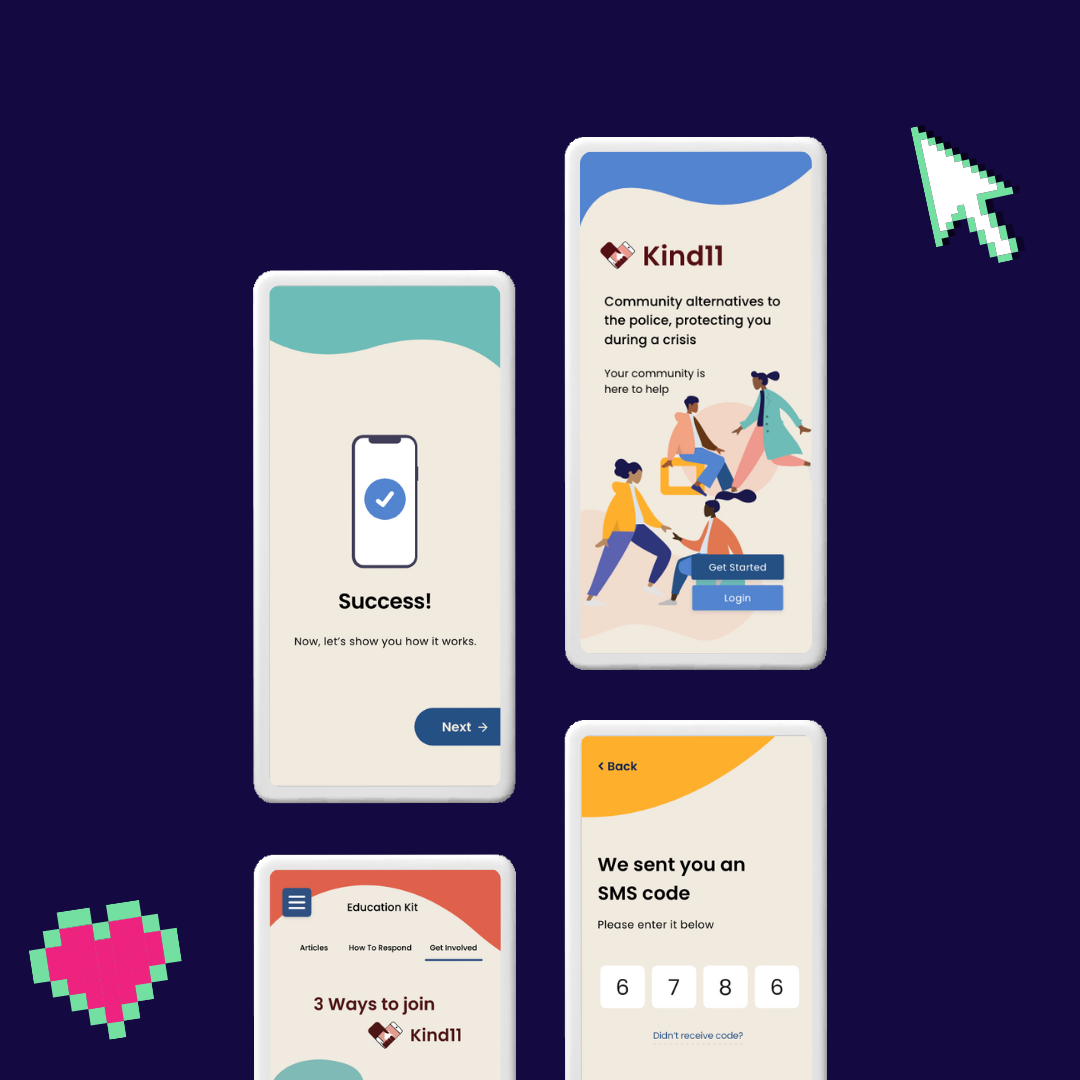 Kind11
Community alternatives to
the police, protecting you
during a crisis
Your community is
here to help
Get Started
Login
Success!
Now, let's show you how it works.
Next →
Education Kit
Articles How To Respond Get Involved
3 Ways to join
Kind11
< Back
We sent you an
SMS code
Please enter it below
6 7 8 6
Didn't receive code?